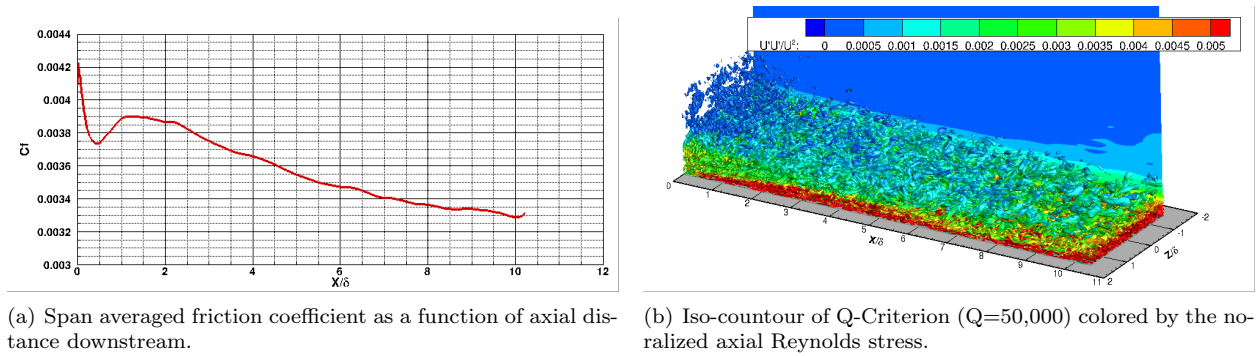 0.0044
0.0042
0.004
0.0038
0.0036
0.0034
0.0032
0.003
Cf
0 2 4 6 8 10 12
X/δ
U'U'/U²: 0 0.0005 0.001 0.0015 0.002 0.0025 0.003 0.0035 0.004 0.0045 0.005
0 1 2 3 4 5 6 7 8 9 10 11
X/δ
-2 -1 0 1 2
Z/δ
(a) Span averaged friction coefficient as a function of axial dis-
tance downstream.
(b) Iso-countour of Q-Criterion (Q=50,000) colored by the no-
ralized axial Reynolds stress.